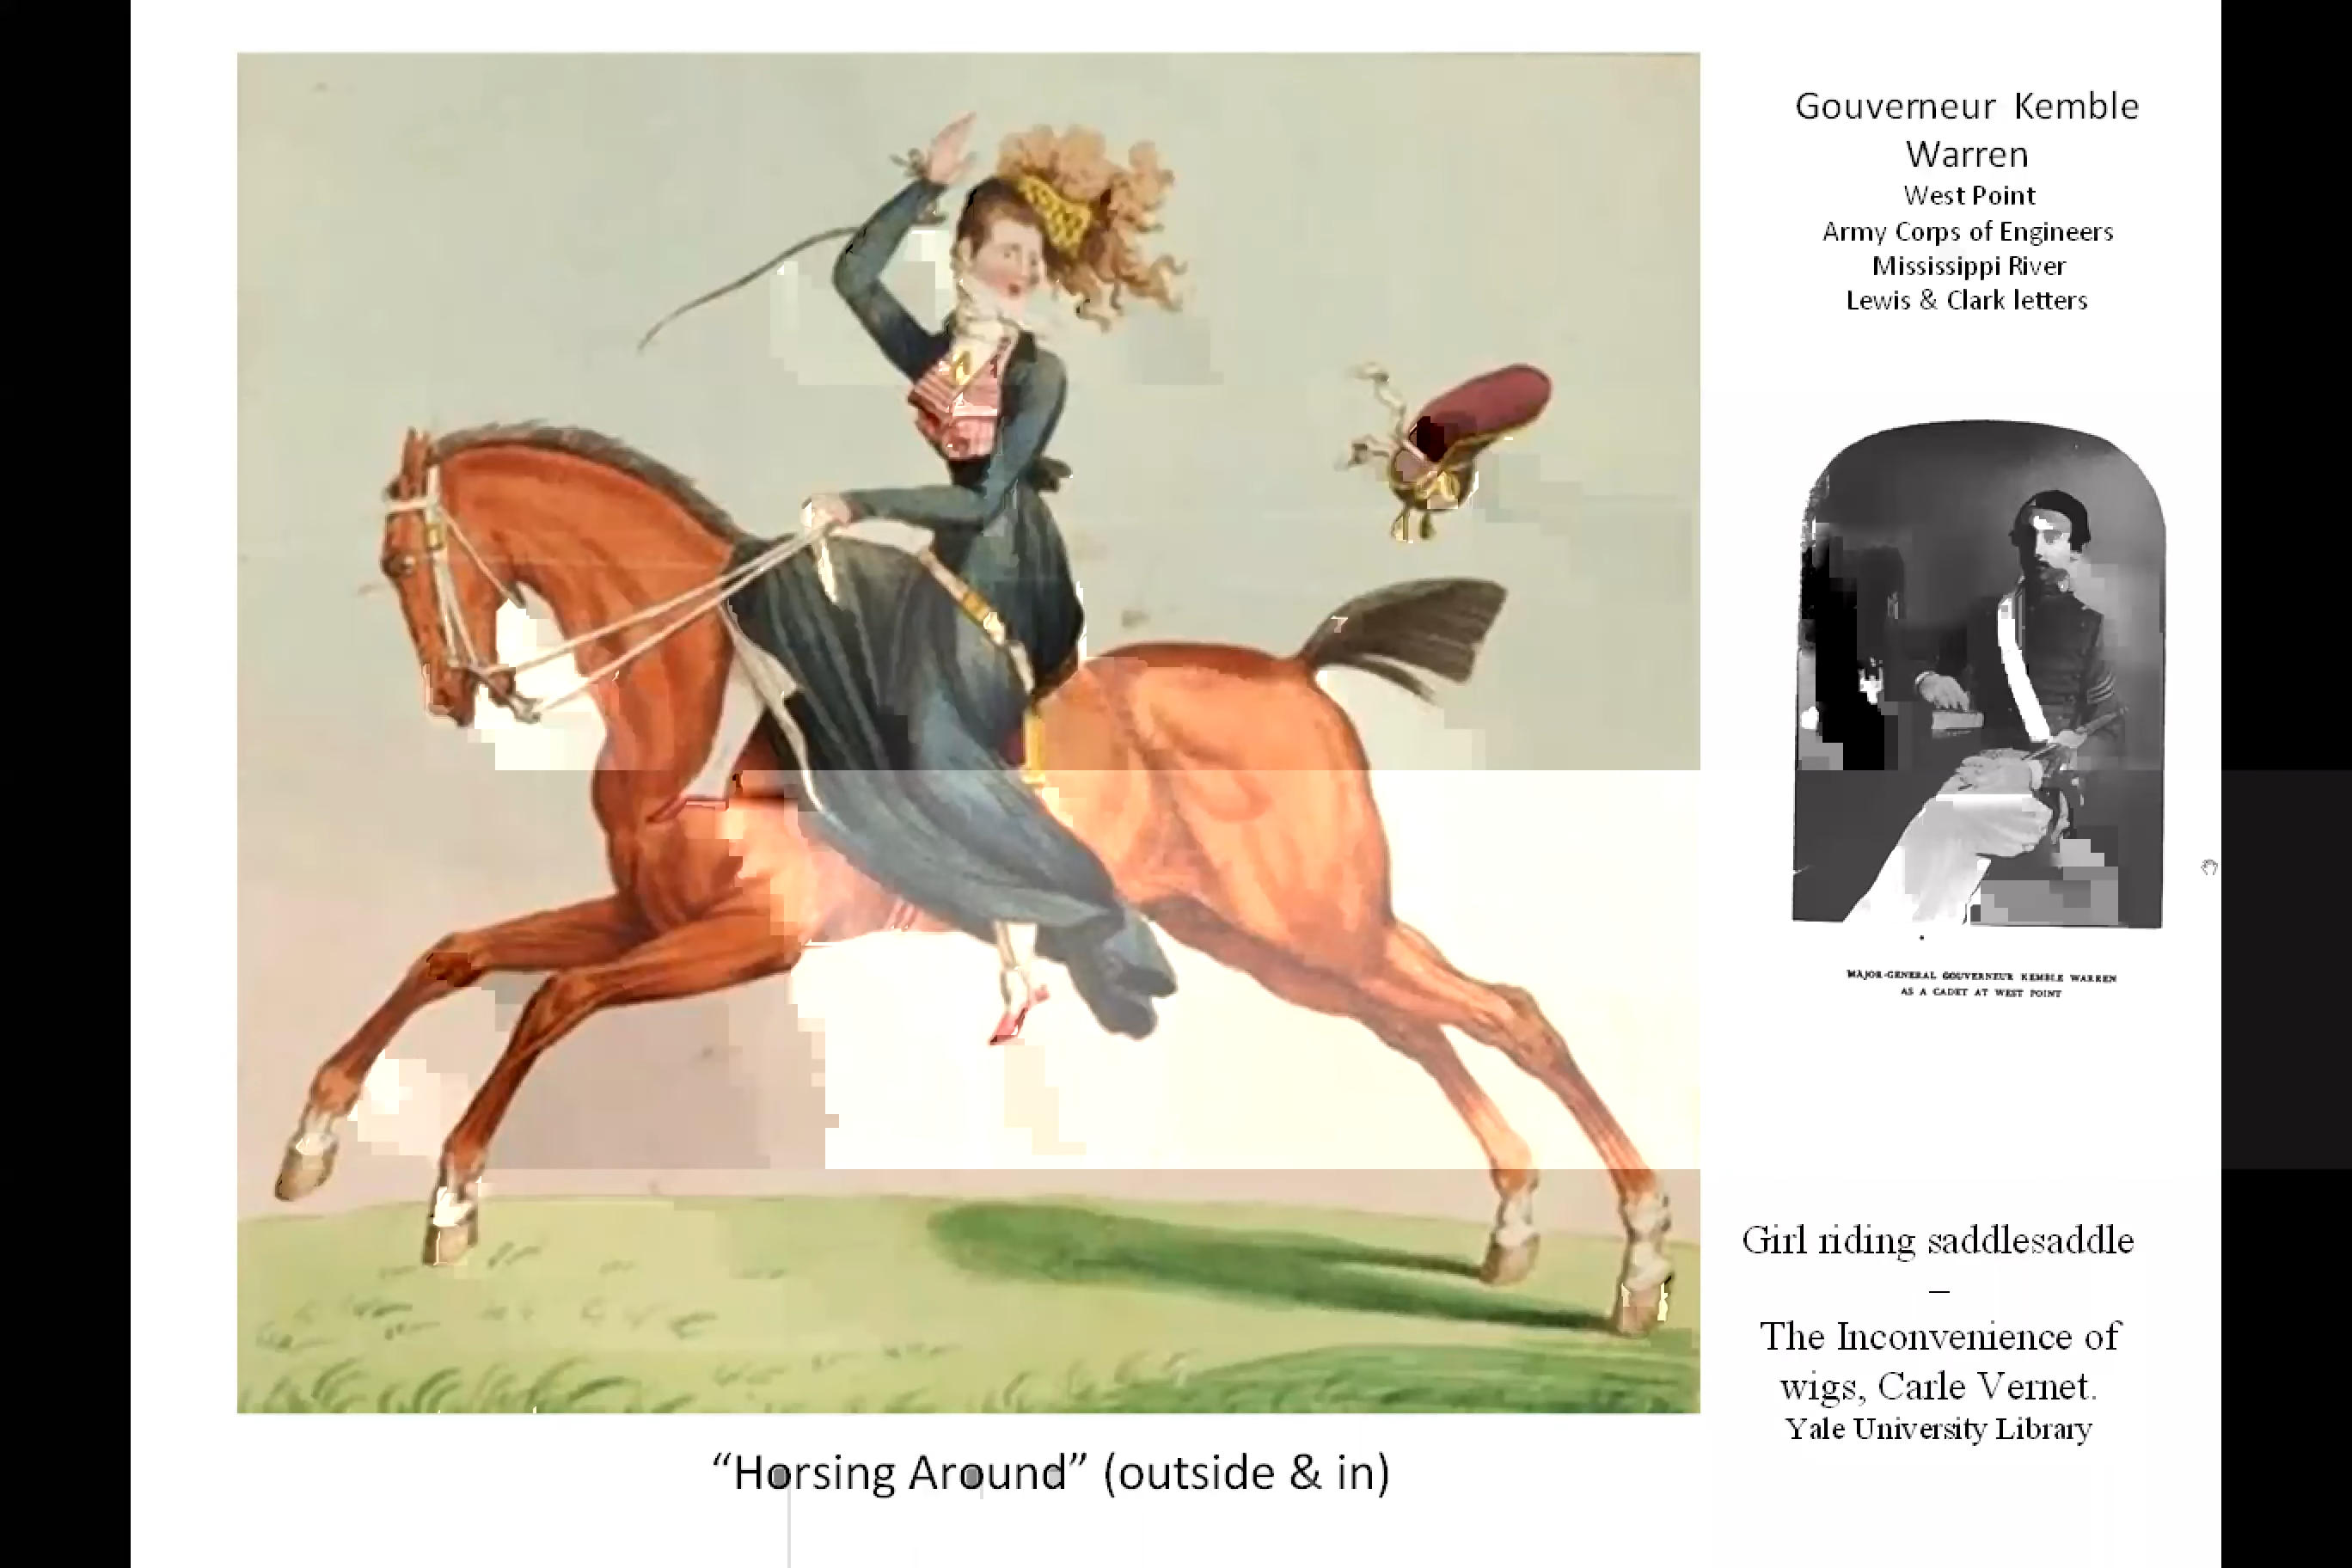 Gouverneur Kemble
Warren
West Point
Army Corps of Engineers
Mississippi River
Lewis & Clark letters
MAJOR-GENERAL GOUVERNEUR KEMBLE WARREN
AS A CADET AT WEST POINT
Girl riding saddlesaddle
–
The Inconvenience of
wigs, Carle Vernet.
Yale University Library
“Horsing Around” (outside & in)